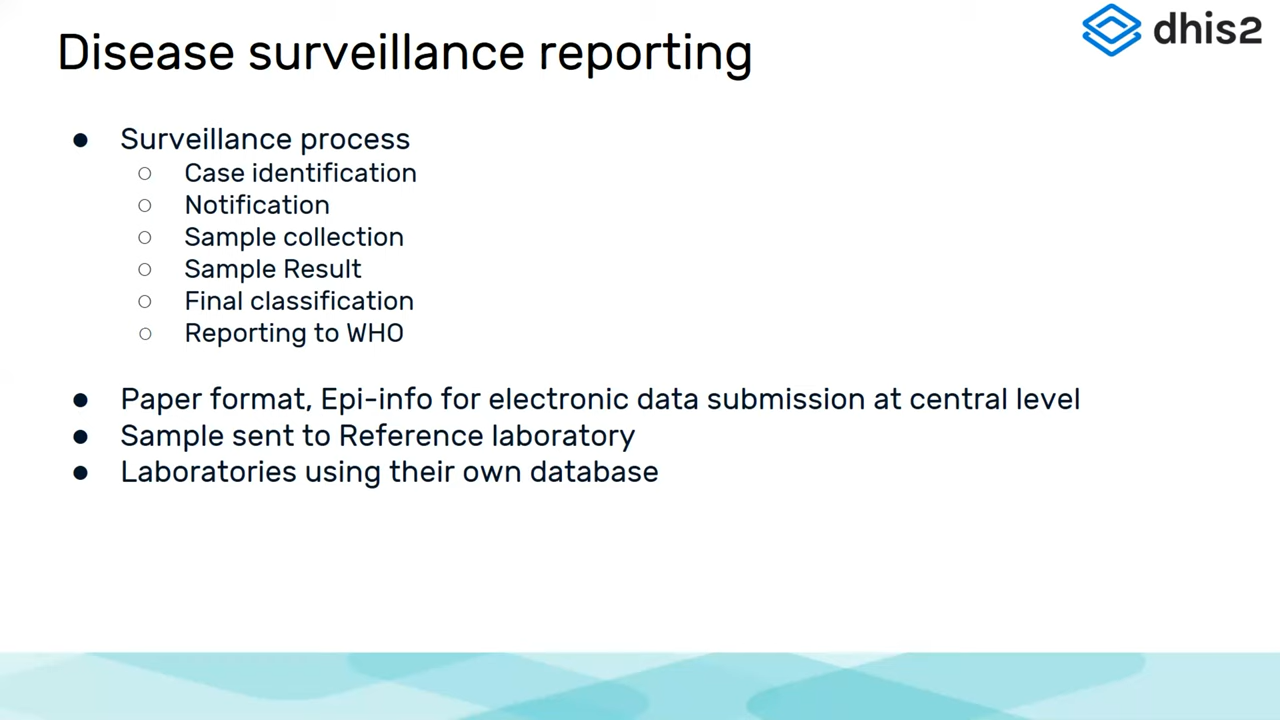 Disease surveillance reporting
dhis2
● Surveillance process
○ Case identification
○ Notification
○ Sample collection
○ Sample Result
○ Final classification
○ Reporting to WHO
● Paper format, Epi-info for electronic data submission at central level
● Sample sent to Reference laboratory
● Laboratories using their own database